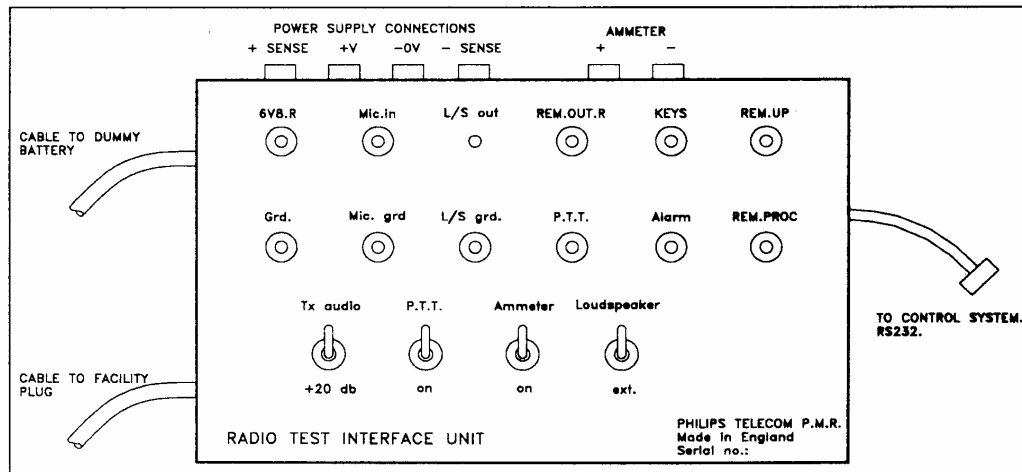 POWER SUPPLY CONNECTIONS
AMMETER
+ SENSE +V -0V - SENSE + -
6V8.R Mic.in L/S out REM.OUT.R KEYS REM.UP
CABLE TO DUMMY
BATTERY
Grd. Mic. grd L/S grd. P.T.T. Alarm REM.PROC
Tx audio P.T.T. Ammeter Loudspeaker
TO CONTROL SYSTEM.
RS232.
CABLE TO FACILITY
PLUG
+20 db on on ext.
RADIO TEST INTERFACE UNIT
PHILIPS TELECOM P.M.R.
Made in England
Serial no.: